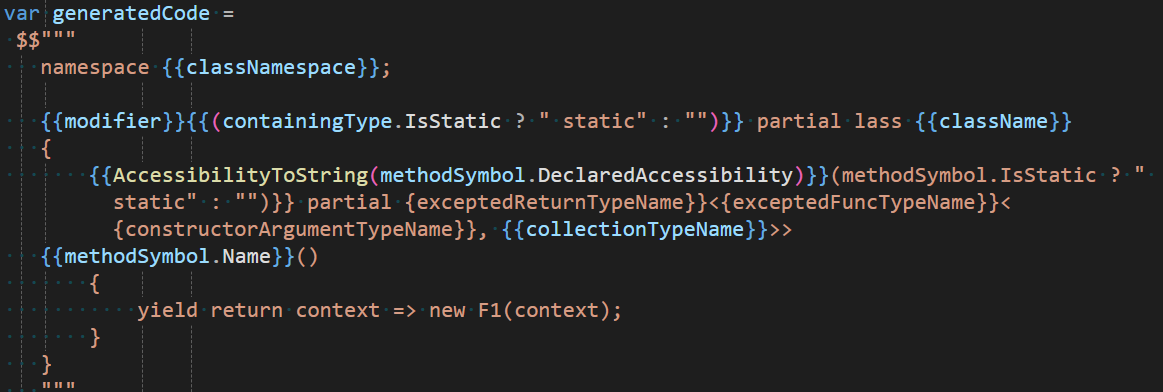 var generatedCode =
$$"""
namespace {{classNamespace}};
{{modifier}}{{(containingType.IsStatic ? " static" : "")}} partial lass {{className}}
{
{{AccessibilityToString(methodSymbol.DeclaredAccessibility)}}(methodSymbol.IsStatic ? "
static" : "")}} partial {exceptedReturnTypeName}}<{exceptedFuncTypeName}}<
{constructorArgumentTypeName}}, {{collectionTypeName}}>>
{{methodSymbol.Name}}()
{
yield return context => new F1(context);
}
}
"""